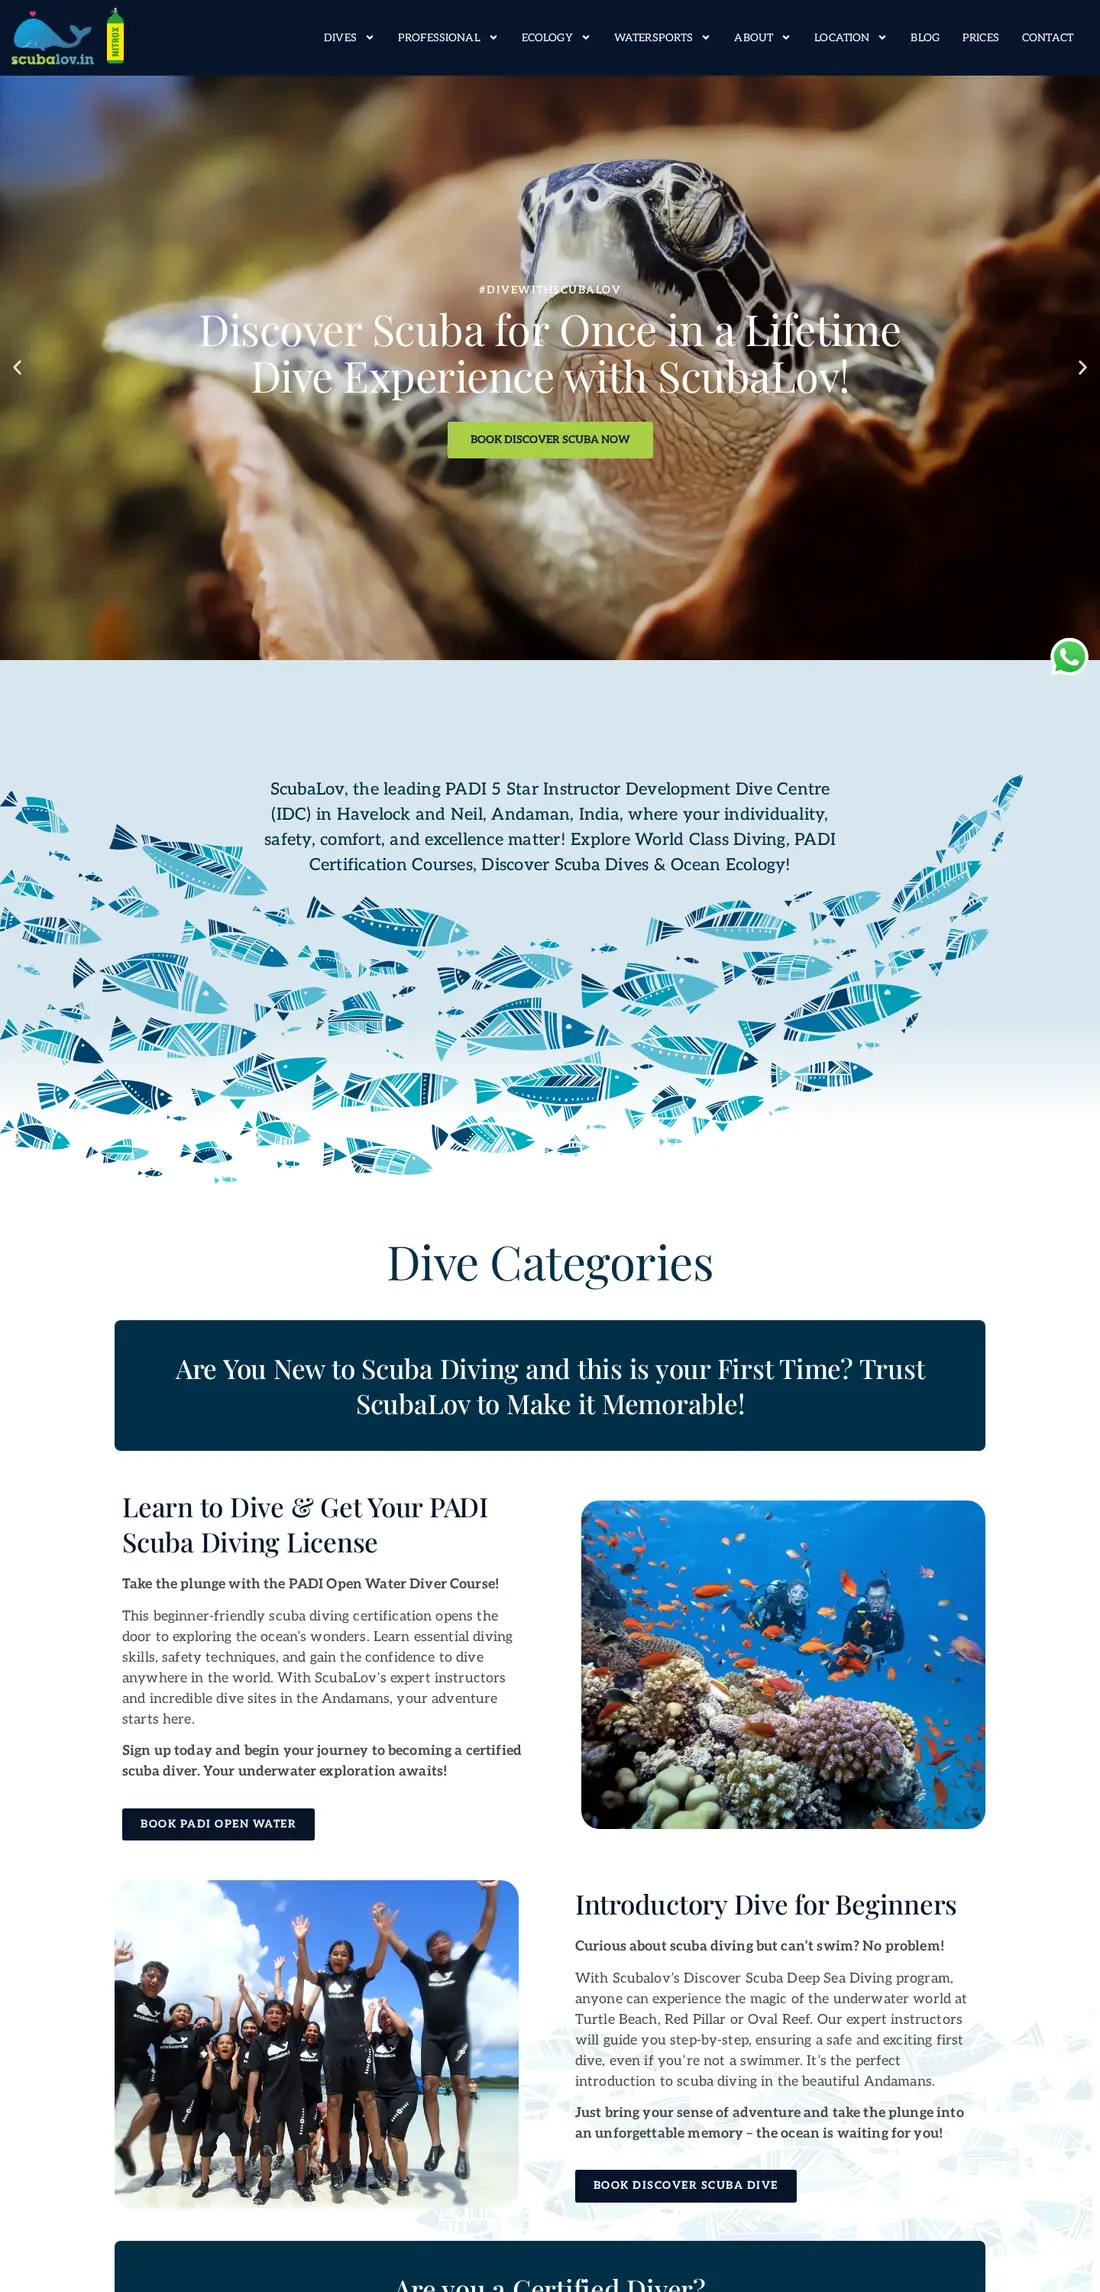 scubalov.in
NITROX
DIVES
PROFESSIONAL
ECOLOGY
WATERSPORTS
ABOUT
LOCATION
BLOG
PRICES
CONTACT
#DIVEWITHSCUBALOV
Discover Scuba for Once in a Lifetime
Dive Experience with ScubaLov!
BOOK DISCOVER SCUBA NOW
ScubaLov, the leading PADI 5 Star Instructor Development Dive Centre
(IDC) in Havelock and Neil, Andaman, India, where your individuality,
safety, comfort, and excellence matter! Explore World Class Diving, PADI
Certification Courses, Discover Scuba Dives & Ocean Ecology!
Dive Categories
Are You New to Scuba Diving and this is your First Time? Trust
ScubaLov to Make it Memorable!
Learn to Dive & Get Your PADI
Scuba Diving License
Take the plunge with the PADI Open Water Diver Course!
This beginner-friendly scuba diving certification opens the
door to exploring the ocean's wonders. Learn essential diving
skills, safety techniques, and gain the confidence to dive
anywhere in the world. With ScubaLov's expert instructors
and incredible dive sites in the Andamans, your adventure
starts here.
Sign up today and begin your journey to becoming a certified
scuba diver. Your underwater exploration awaits!
BOOK PADI OPEN WATER
Introductory Dive for Beginners
Curious about scuba diving but can't swim? No problem!
With Scubalov's Discover Scuba Deep Sea Diving program,
anyone can experience the magic of the underwater world at
Turtle Beach, Red Pillar or Oval Reef. Our expert instructors
will guide you step-by-step, ensuring a safe and exciting first
dive, even if you're not a swimmer. It's the perfect
introduction to scuba diving in the beautiful Andamans.
Just bring your sense of adventure and take the plunge into
an unforgettable memory – the ocean is waiting for you!
BOOK DISCOVER SCUBA DIVE
Are you a Certified Diver?